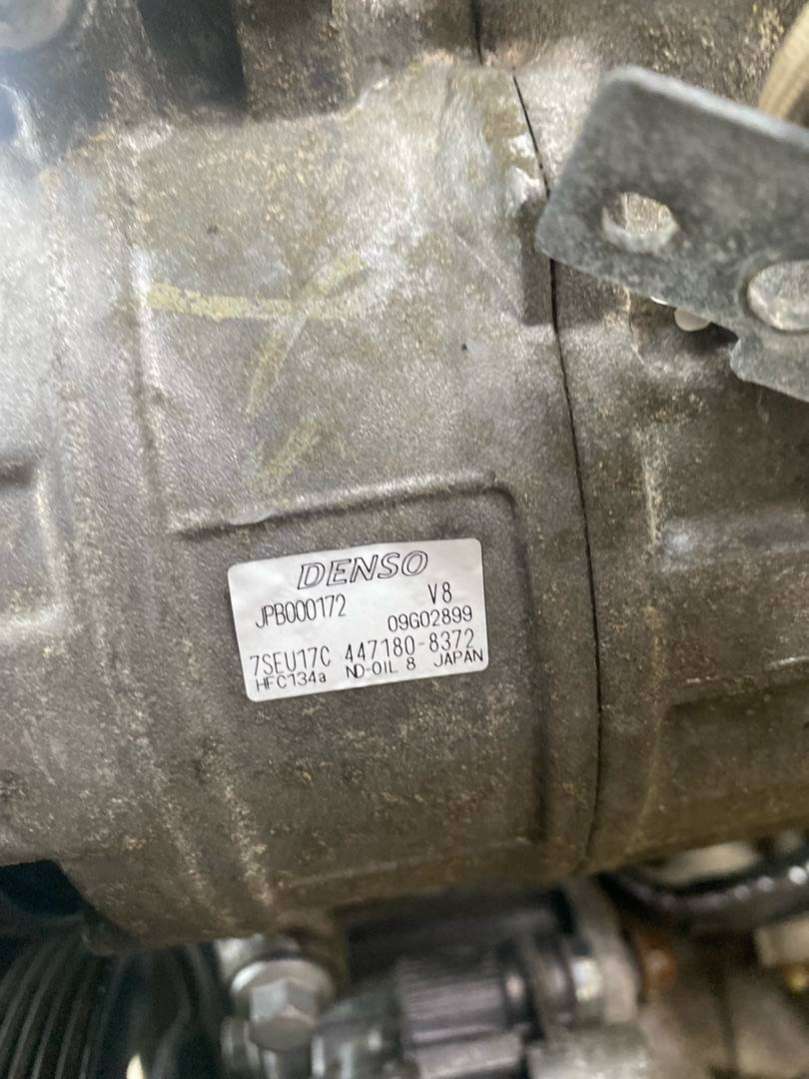 DENSO
JPB000172 V8
09G02899
7SEU17C 447180-8372
HFC134a ND-OIL 8 JAPAN